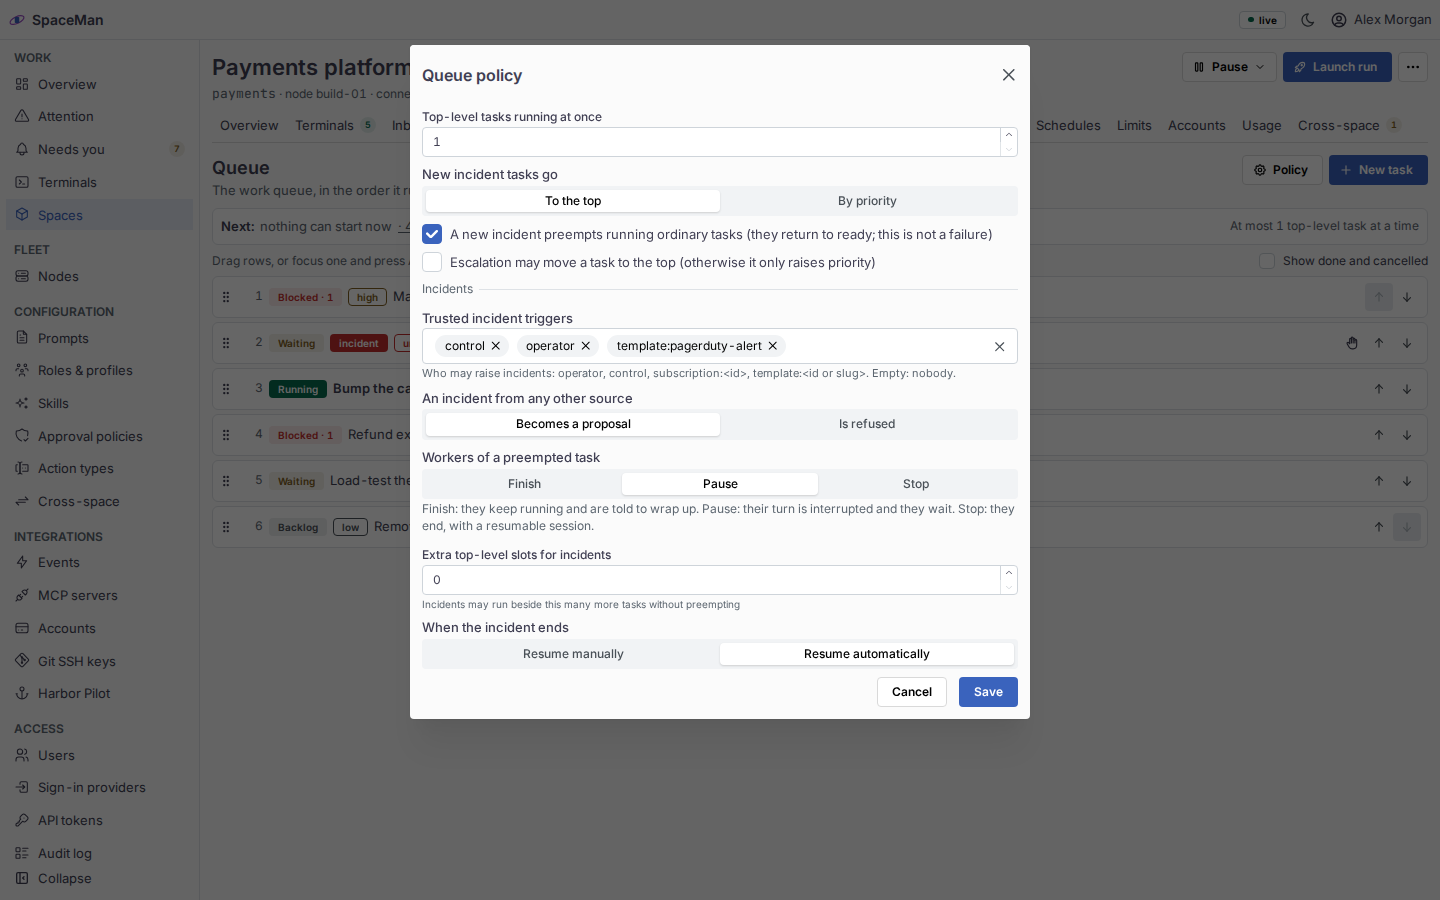 SpaceMan
live
Alex Morgan
WORK
Overview
Attention
Needs you 7
Terminals
Spaces
FLEET
Nodes
CONFIGURATION
Prompts
Roles & profiles
Skills
Approval policies
Action types
Cross-space
INTEGRATIONS
Events
MCP servers
Accounts
Git SSH keys
Harbor Pilot
ACCESS
Users
Sign-in providers
API tokens
Audit log
Collapse
Payments platform
Pause
Launch run
payments · node build-01 ·
Overview Terminals 5 Schedules Limits Accounts Usage Cross-space 1
Queue
Policy
New task
The work queue, in the order it
Next: nothing can start now
At most 1 top-level task at a time
Drag rows, or focus one and press
Show done and cancelled
1 Blocked · 1 high
2 Waiting incident
3 Running Bump the
4 Blocked · 1 Refund
5 Waiting Load-test
6 Backlog low
Queue policy
Top-level tasks running at once
1
New incident tasks go
To the top By priority
A new incident preempts running ordinary tasks (they return to ready; this is not a failure)
Escalation may move a task to the top (otherwise it only raises priority)
Incidents
Trusted incident triggers
control operator template:pagerduty-alert
Who may raise incidents: operator, control, subscription:<id>, template:<id or slug>. Empty: nobody.
An incident from any other source
Becomes a proposal Is refused
Workers of a preempted task
Finish Pause Stop
Finish: they keep running and are told to wrap up. Pause: their turn is interrupted and they wait. Stop: they
end, with a resumable session.
Extra top-level slots for incidents
0
Incidents may run beside this many more tasks without preempting
When the incident ends
Resume manually Resume automatically
Cancel Save